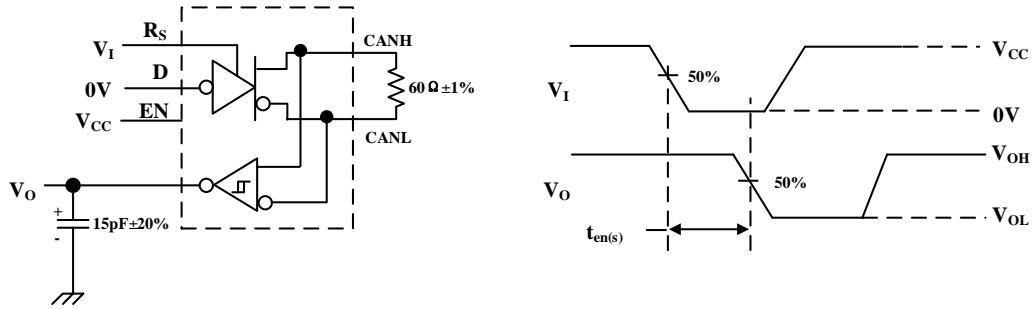 V_I
R_S
0V
D
V_CC
EN
CANH
60Ω±1%
CANL
V_O
+
15pF±20%
-
V_I
50%
V_CC
0V
V_O
50%
V_OH
V_OL
t_en(s)